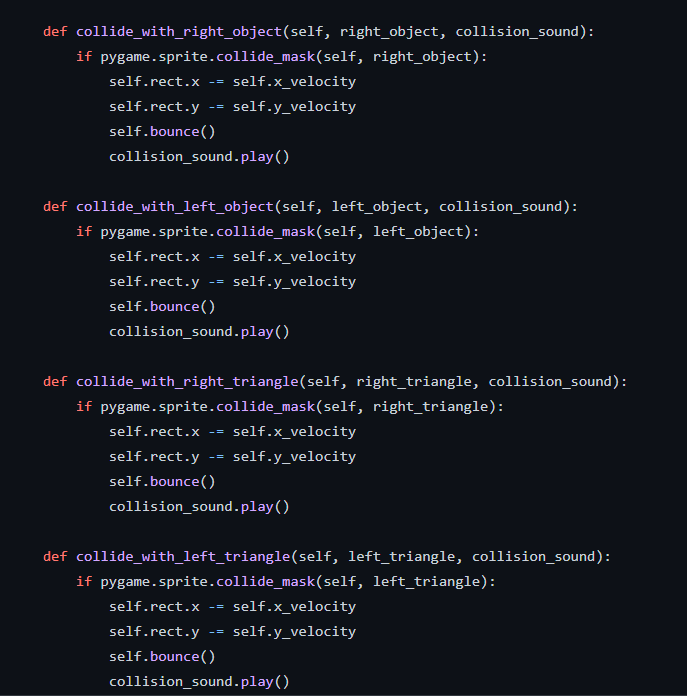 def collide_with_right_object(self, right_object, collision_sound):
    if pygame.sprite.collide_mask(self, right_object):
        self.rect.x -= self.x_velocity
        self.rect.y -= self.y_velocity
        self.bounce()
        collision_sound.play()

def collide_with_left_object(self, left_object, collision_sound):
    if pygame.sprite.collide_mask(self, left_object):
        self.rect.x -= self.x_velocity
        self.rect.y -= self.y_velocity
        self.bounce()
        collision_sound.play()

def collide_with_right_triangle(self, right_triangle, collision_sound):
    if pygame.sprite.collide_mask(self, right_triangle):
        self.rect.x -= self.x_velocity
        self.rect.y -= self.y_velocity
        self.bounce()
        collision_sound.play()

def collide_with_left_triangle(self, left_triangle, collision_sound):
    if pygame.sprite.collide_mask(self, left_triangle):
        self.rect.x -= self.x_velocity
        self.rect.y -= self.y_velocity
        self.bounce()
        collision_sound.play()